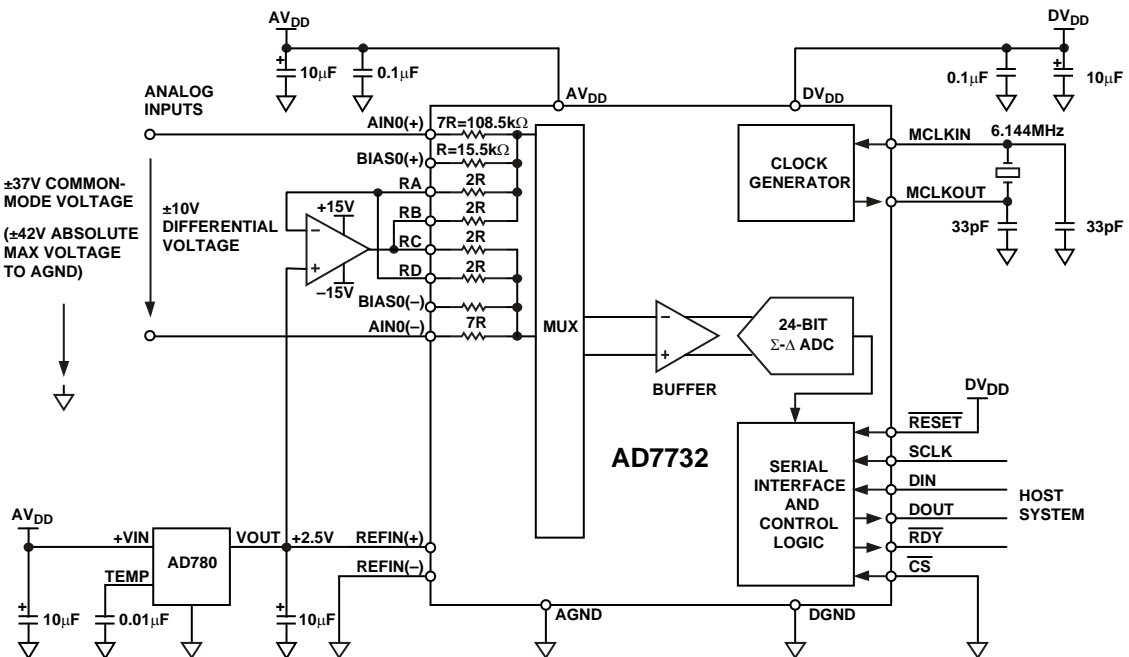 AVDD
DVDD
+
10μF
0.1μF
0.1μF
+
10μF
ANALOG
INPUTS
AVDD
DVDD
AIN0(+)
7R=108.5kΩ
BIAS0(+)
R=15.5kΩ
RA
2R
RB
2R
RC
2R
RD
2R
BIAS0(–)
AIN0(–)
7R
±37V COMMON-
MODE VOLTAGE
(±42V ABSOLUTE
MAX VOLTAGE
TO AGND)
±10V
DIFFERENTIAL
VOLTAGE
+15V
–
+
–15V
MUX
CLOCK
GENERATOR
MCLKIN
6.144MHz
MCLKOUT
33pF
33pF
–
+
BUFFER
24-BIT
Σ-Δ ADC
DVDD
AD7732
SERIAL
INTERFACE
AND
CONTROL
LOGIC
RESET
SCLK
DIN
DOUT
RDY
CS
HOST
SYSTEM
AVDD
+VIN
AD780
VOUT
+2.5V
REFIN(+)
REFIN(–)
TEMP
+
10μF
0.01μF
+
10μF
AGND
DGND